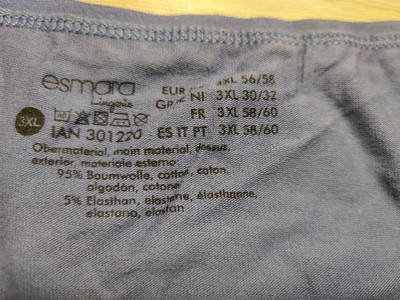 esmara
Lingerie
3XL
EUR 4XL 56/58
GB NI 3XL 30/32
FR 3XL 58/60
IAN 301220 ES IT PT 3XL 58/60
Obermaterial, main material, dessus,
exterior, materiale esterno:
95% Baumwolle, cotton, coton,
algodón, cotone
5% Elasthan, elastane, élasthanne,
elastano, elastan